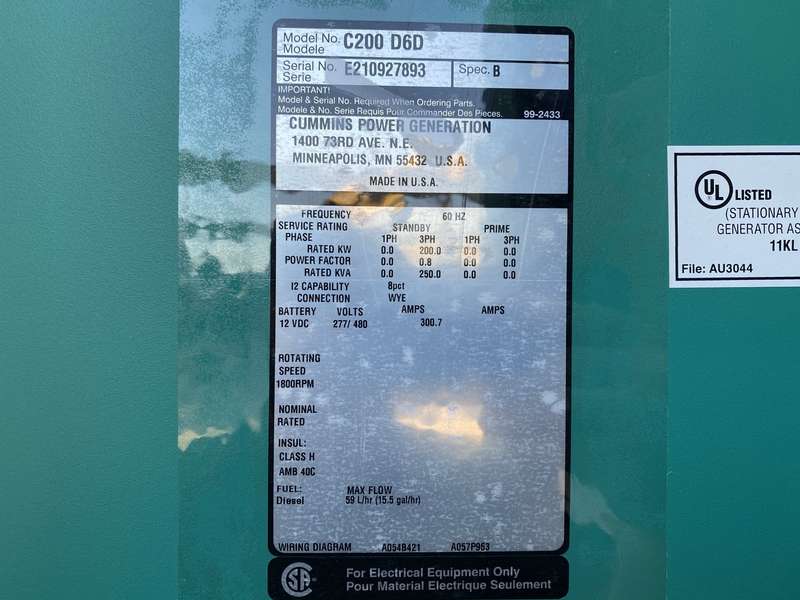 Model No. C200 D6D
Modele
Serial No. E210927893 Spec. B
Serie
IMPORTANT!
Model & Serial No. Required When Ordering Parts.
Modele & No. Serie Requis Pour Commander Des Pieces. 99-2433
CUMMINS POWER GENERATION
1400 73RD AVE. N.E.
MINNEAPOLIS, MN 55432 U.S.A.
MADE IN U.S.A.
FREQUENCY 60 HZ
SERVICE RATING STANDBY PRIME
PHASE 1PH 3PH 1PH 3PH
RATED KW 0.0 200.0 0.0 0.0
POWER FACTOR 0.0 0.8 0.0 0.0
RATED KVA 0.0 250.0 0.0 0.0
I2 CAPABILITY 8pct
CONNECTION WYE
BATTERY VOLTS AMPS AMPS
12 VDC 277/ 480 300.7
ROTATING
SPEED
1800RPM
NOMINAL
RATED
INSUL:
CLASS H
AMB 40C
FUEL: MAX FLOW
Diesel 59 L/hr (15.5 gal/hr)
WIRING DIAGRAM A054B421 A057P953
SA For Electrical Equipment Only
Pour Material Electrique Seulement
UL LISTED
(STATIONARY
GENERATOR AS
11KL
File: AU3044